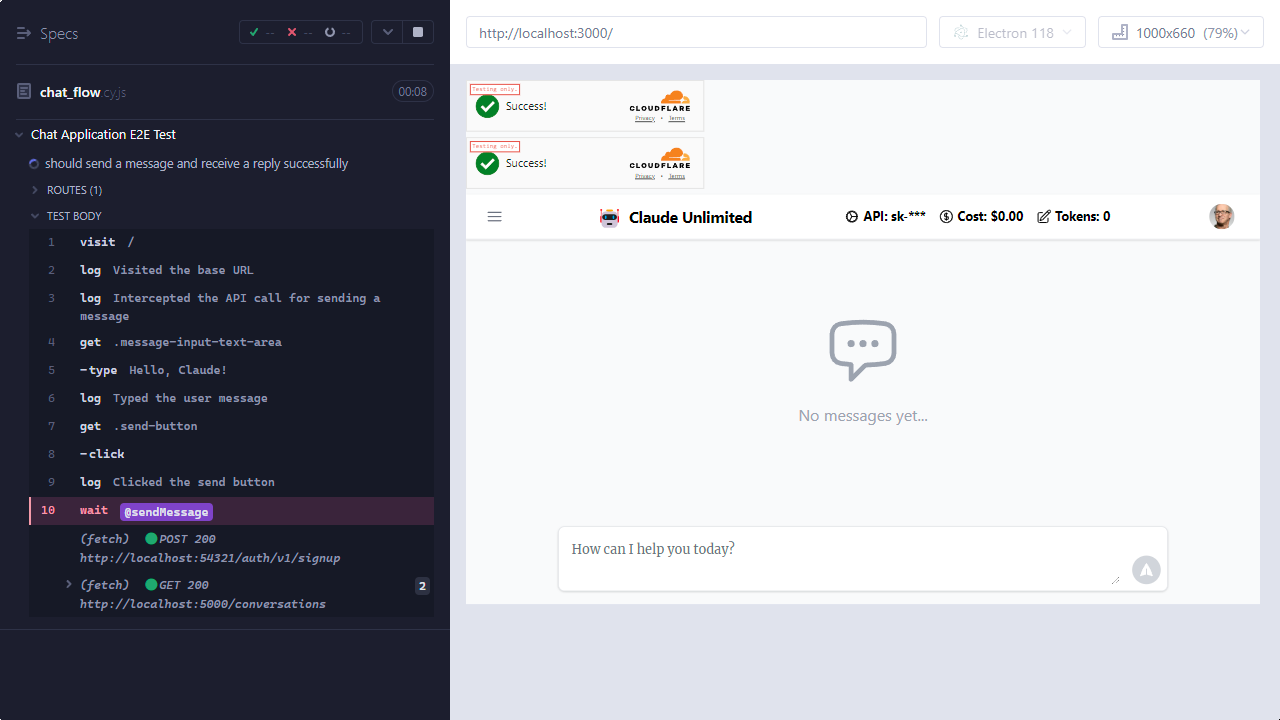 Specs
-- -- --
chat_flow.cy.js
00:08
Chat Application E2E Test
should send a message and receive a reply successfully
ROUTES (1)
TEST BODY
1 visit /
2 log Visited the base URL
3 log Intercepted the API call for sending a
message
4 get .message-input-text-area
5 -type Hello, Claude!
6 log Typed the user message
7 get .send-button
8 -click
9 log Clicked the send button
10 wait @sendMessage
(fetch) POST 200
http://localhost:54321/auth/v1/signup
(fetch) GET 200
http://localhost:5000/conversations
2
http://localhost:3000/
Electron 118
1000x660 (79%)
Testing only.
Success!
CLOUDFLARE
Privacy • Terms
Testing only.
Success!
CLOUDFLARE
Privacy • Terms
Claude Unlimited
API: sk-*** Cost: $0.00 Tokens: 0
No messages yet...
How can I help you today?